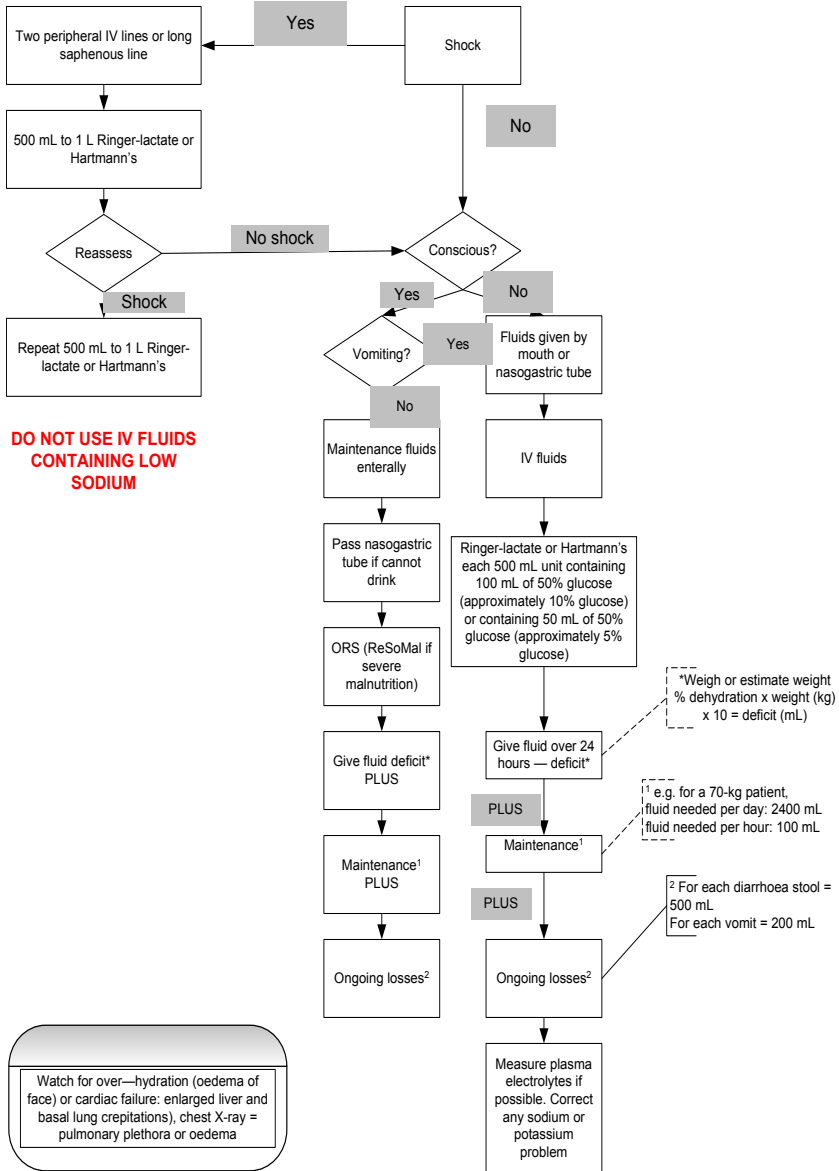 Yes
Two peripheral IV lines or long
saphenous line
Shock
No
500 mL to 1 L Ringer-lactate or
Hartmann's
Reassess
No shock
Conscious?
Shock
Yes
No
Repeat 500 mL to 1 L Ringer-
lactate or Hartmann's
Vomiting?
Yes
Fluids given by
mouth or
nasogastric tube
No
DO NOT USE IV FLUIDS
CONTAINING LOW
SODIUM
Maintenance fluids
enterally
IV fluids
Pass nasogastric
tube if cannot
drink
Ringer-lactate or Hartmann's
each 500 mL unit containing
100 mL of 50% glucose
(approximately 10% glucose)
or containing 50 mL of 50%
glucose (approximately 5%
glucose)
ORS (ReSoMal if
severe
malnutrition)
*Weigh or estimate weight
% dehydration x weight (kg)
x 10 = deficit (mL)
Give fluid deficit*
PLUS
Give fluid over 24
hours — deficit*
PLUS
¹ e.g. for a 70-kg patient,
fluid needed per day: 2400 mL
fluid needed per hour: 100 mL
Maintenance¹
PLUS
Maintenance¹
PLUS
² For each diarrhoea stool =
500 mL
For each vomit = 200 mL
Ongoing losses²
Ongoing losses²
Watch for over—hydration (oedema of
face) or cardiac failure: enlarged liver and
basal lung crepitations), chest X-ray =
pulmonary plethora or oedema
Measure plasma
electrolytes if
possible. Correct
any sodium or
potassium
problem